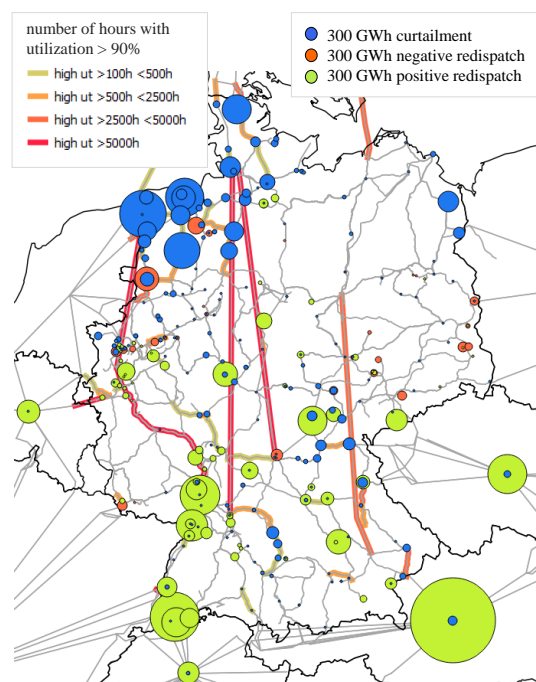 number of hours with
utilization > 90%
high ut >100h <500h
high ut >500h <2500h
high ut >2500h <5000h
high ut >5000h
300 GWh curtailment
300 GWh negative redispatch
300 GWh positive redispatch